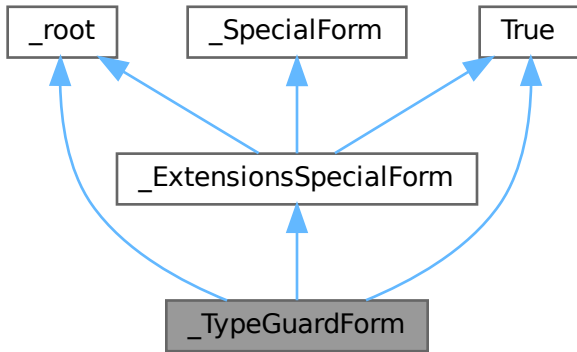 _root
_SpecialForm
True
_ExtensionsSpecialForm
_TypeGuardForm